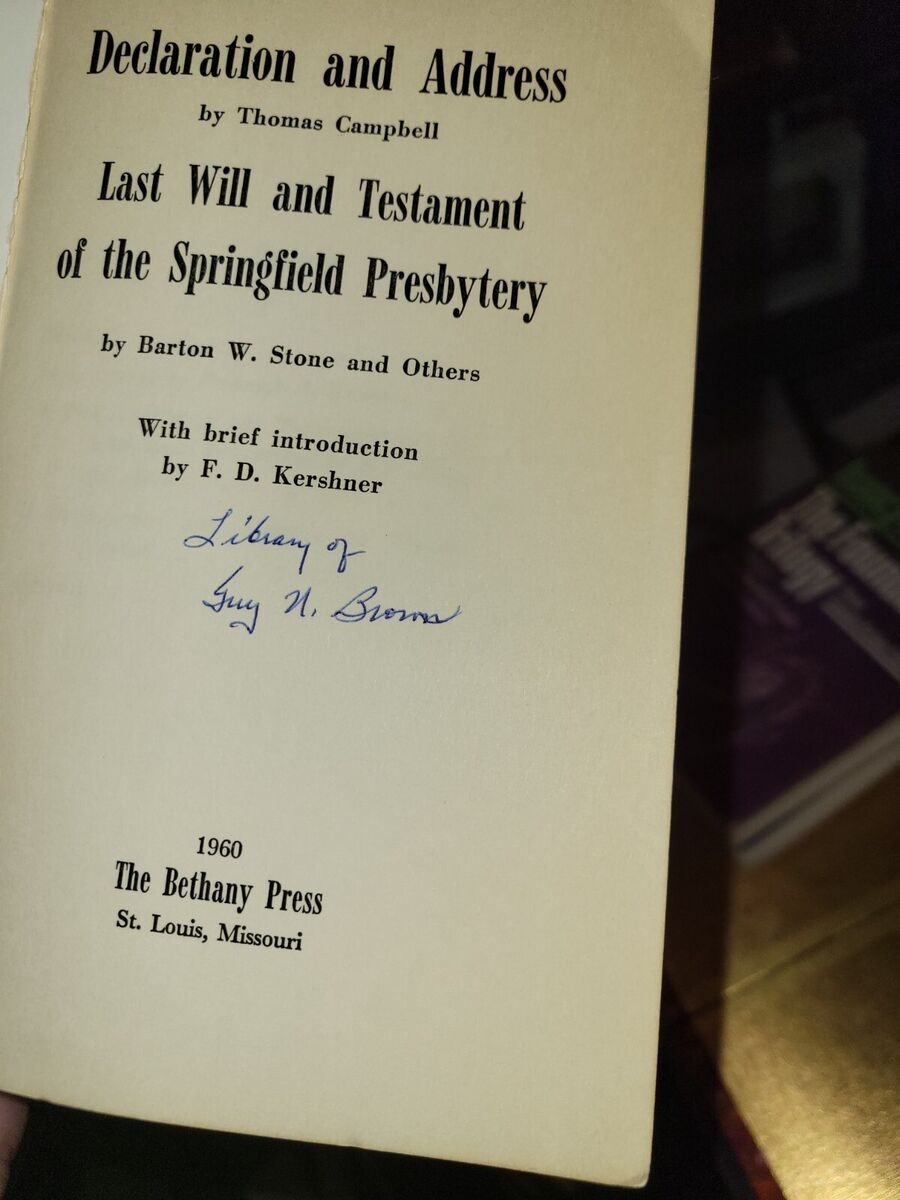 Declaration and Address
by Thomas Campbell
Last Will and Testament
of the Springfield Presbytery
by Barton W. Stone and Others
With brief introduction
by F. D. Kershner
Library of
Guy N. Brown
1960
The Bethany Press
St. Louis, Missouri